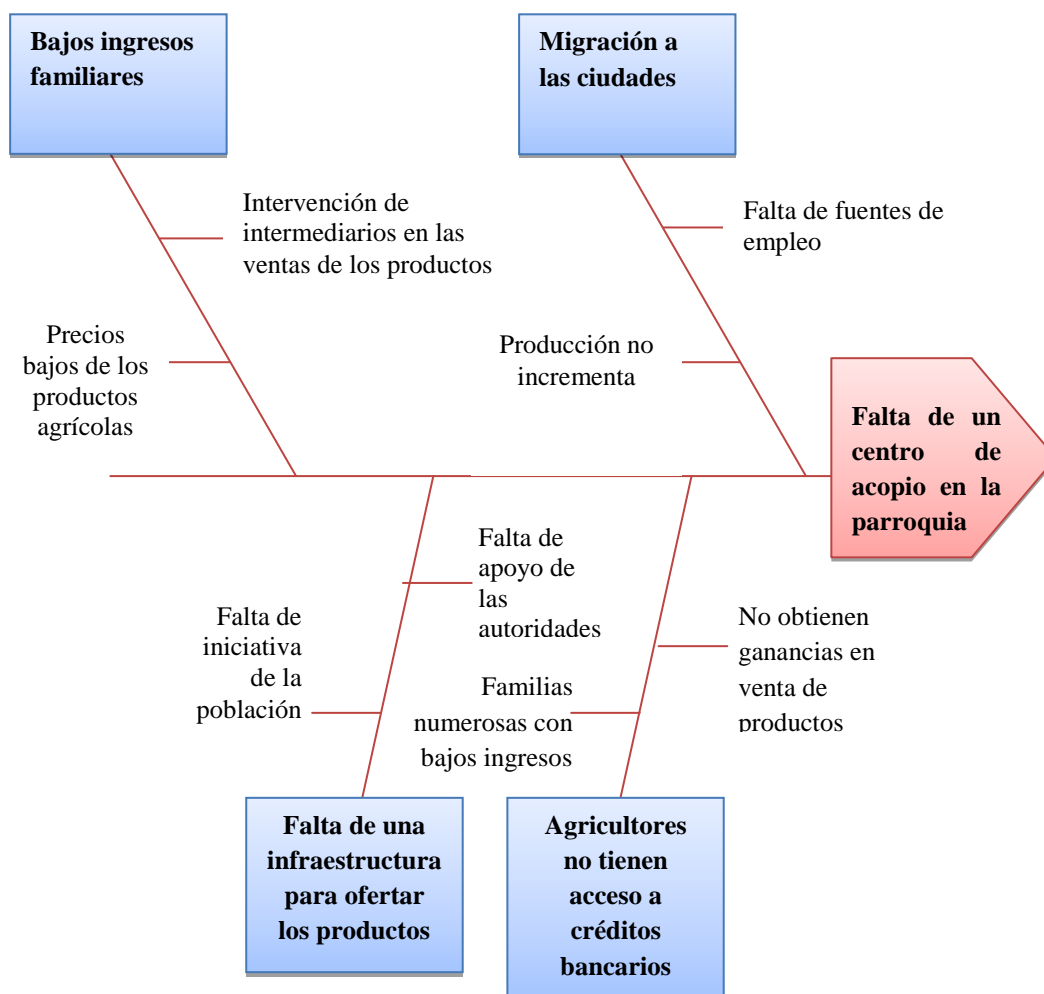 Bajos ingresos
familiares
Migración a
las ciudades
Intervención de
intermediarios en las
ventas de los productos
Falta de fuentes de
empleo
Precios
bajos de los
productos
agrícolas
Producción no
incrementa
Falta de un
centro de
acopio en la
parroquia
Falta de
apoyo de
las
autoridades
Falta de
iniciativa
de la
población
No obtienen
ganancias en
venta de
productos
Familias
numerosas con
bajos ingresos
Falta de una
infraestructura
para ofertar
los productos
Agricultores
no tienen
acceso a
créditos
bancarios